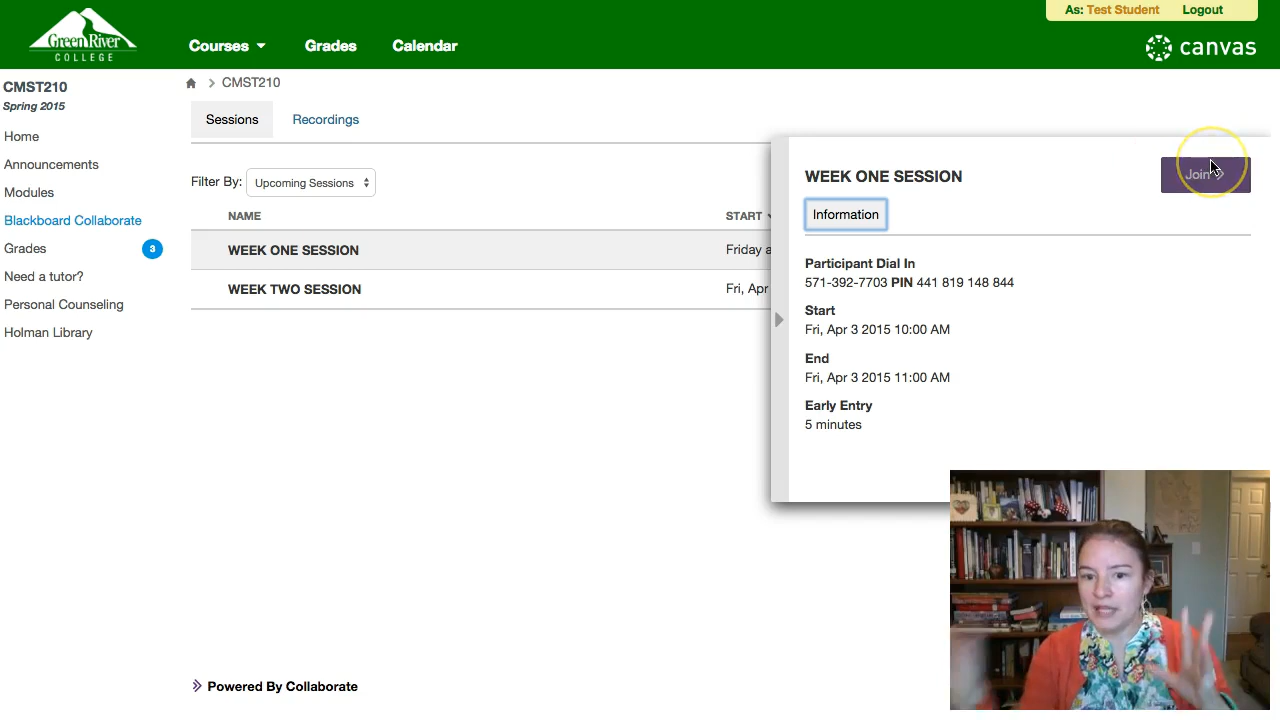 As: Test Student Logout
GreenRiver
COLLEGE
Courses Grades Calendar
canvas
CMST210
Spring 2015
Home
Announcements
Modules
Blackboard Collaborate
Grades 3
Need a tutor?
Personal Counseling
Holman Library
CMST210
Sessions Recordings
Filter By: Upcoming Sessions
NAME START
WEEK ONE SESSION Friday a
WEEK TWO SESSION Fri, Apr
WEEK ONE SESSION Join
Information
Participant Dial In
571-392-7703 PIN 441 819 148 844
Start
Fri, Apr 3 2015 10:00 AM
End
Fri, Apr 3 2015 11:00 AM
Early Entry
5 minutes
Powered By Collaborate